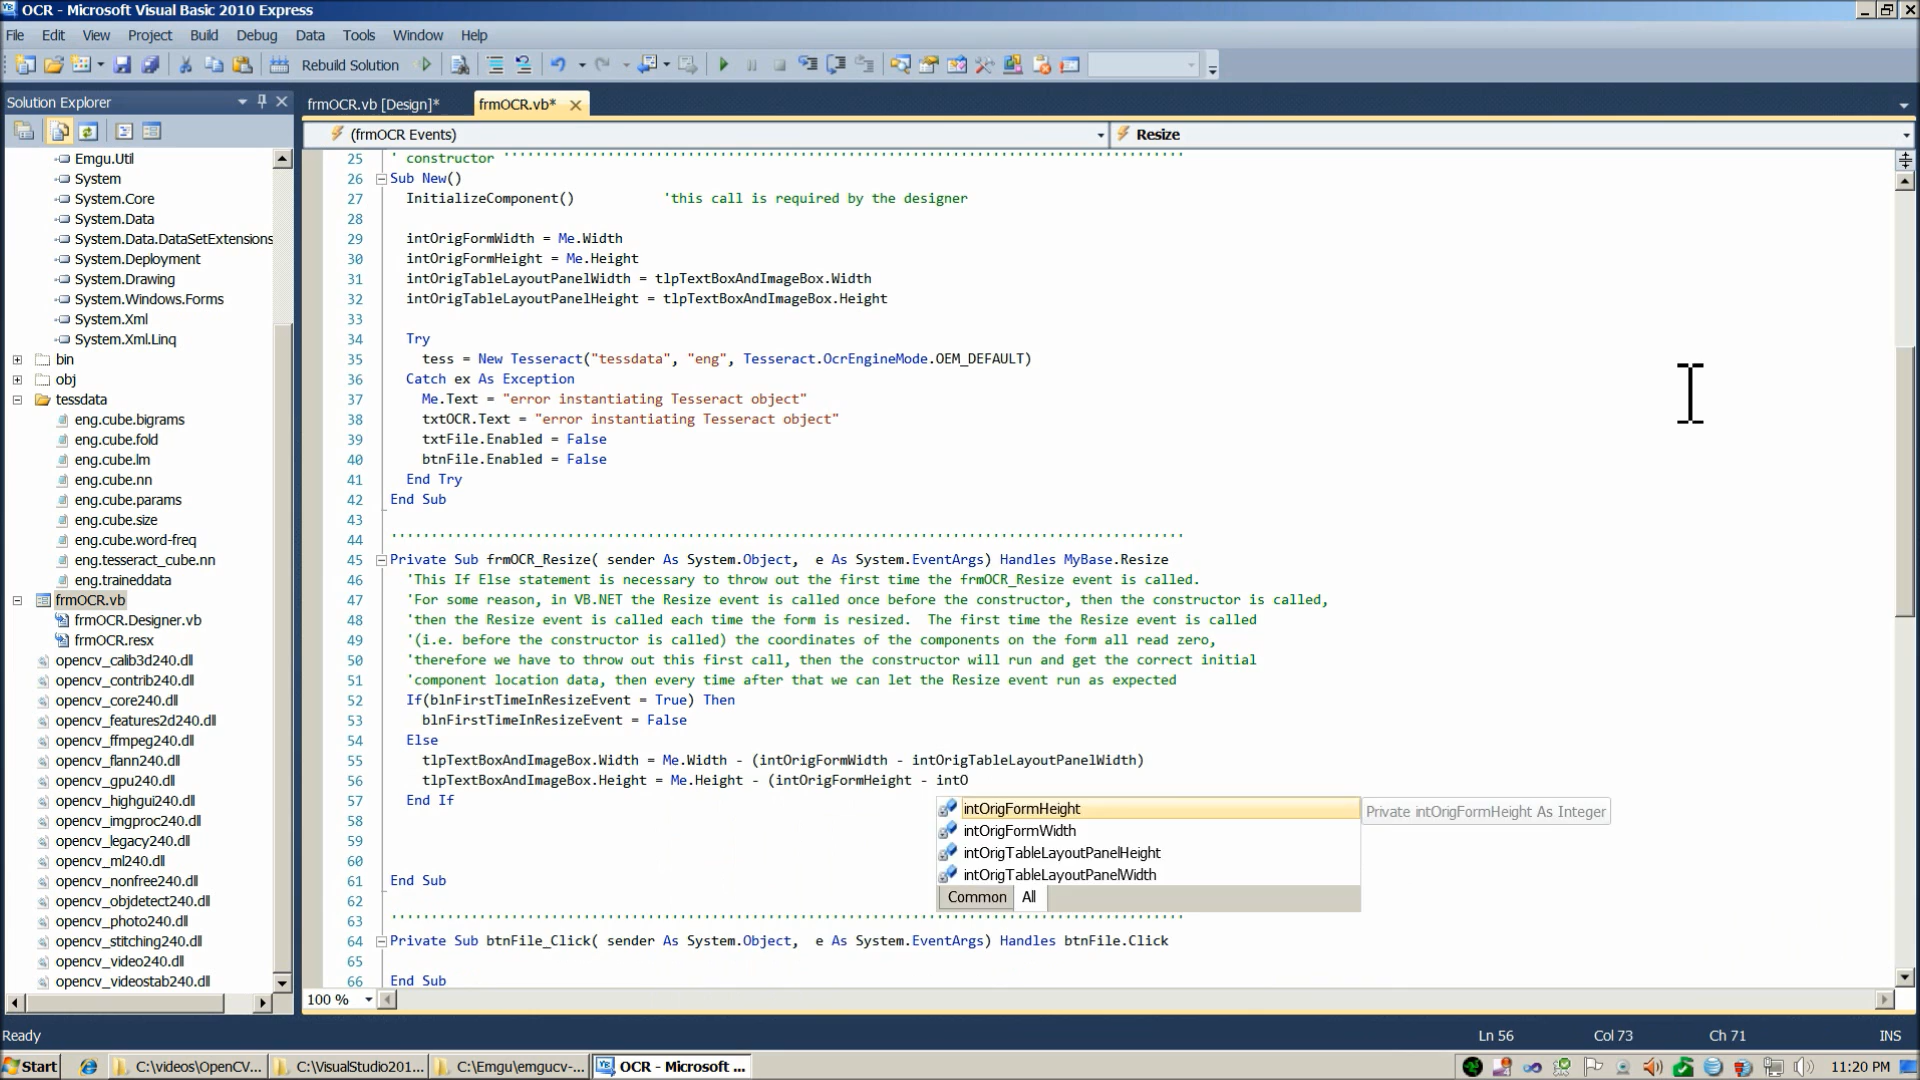 OCR - Microsoft Visual Basic 2010 Express
File Edit View Project Build Debug Format Data Tools Window Help
Rebuild Solution
Solution Explorer
Emgu.Util
System
System.Core
System.Data
System.Data.DataSetExtensions
System.Deployment
System.Drawing
System.Windows.Forms
System.Xml
System.Xml.Linq
bin
obj
tessdata
eng.cube.bigrams
eng.cube.fold
eng.cube.lm
eng.cube.nn
eng.cube.params
eng.cube.size
eng.cube.word-freq
eng.tesseract_cube.nn
eng.traineddata
frmOCR.vb
frmOCR.Designer.vb
frmOCR.resx
opencv_calib3d240.dll
opencv_contrib240.dll
opencv_core240.dll
opencv_features2d240.dll
opencv_ffmpeg240.dll
opencv_flann240.dll
opencv_gpu240.dll
opencv_highgui240.dll
opencv_imgproc240.dll
opencv_legacy240.dll
opencv_ml240.dll
opencv_nonfree240.dll
opencv_objdetect240.dll
opencv_photo240.dll
opencv_stitching240.dll
opencv_video240.dll
opencv_videostab240.dll
frmOCR.vb [Design]* frmOCR.vb*
(frmOCR Events) Resize
25 ' constructor ''''''''''''''''''''''''''''''''''''''''''''''''''''''''''''''''''''''''''''''''''''
26 Sub New()
27 InitializeComponent() 'this call is required by the designer
28
29 intOrigFormWidth = Me.Width
30 intOrigFormHeight = Me.Height
31 intOrigTableLayoutPanelWidth = tlpTextBoxAndImageBox.Width
32 intOrigTableLayoutPanelHeight = tlpTextBoxAndImageBox.Height
33
34 Try
35 tess = New Tesseract("tessdata", "eng", Tesseract.OcrEngineMode.OEM_DEFAULT)
36 Catch ex As Exception
37 Me.Text = "error instantiating Tesseract object"
38 txtOCR.Text = "error instantiating Tesseract object"
39 txtFile.Enabled = False
40 btnFile.Enabled = False
41 End Try
42 End Sub
43
44 '''''''''''''''''''''''''''''''''''''''''''''''''''''''''''''''''''''''''''''''''''''''''''''''''''
45 Private Sub frmOCR_Resize( sender As System.Object,  e As System.EventArgs) Handles MyBase.Resize
46 'This If Else statement is necessary to throw out the first time the frmOCR_Resize event is called.
47 'For some reason, in VB.NET the Resize event is called once before the constructor, then the constructor is called,
48 'then the Resize event is called each time the form is resized.  The first time the Resize event is called
49 '(i.e. before the constructor is called) the coordinates of the components on the form all read zero,
50 'therefore we have to throw out this first call, then the constructor will run and get the correct initial
51 'component location data, then every time after that we can let the Resize event run as expected
52 If(blnFirstTimeInResizeEvent = True) Then
53 blnFirstTimeInResizeEvent = False
54 Else
55 tlpTextBoxAndImageBox.Width = Me.Width - (intOrigFormWidth - intOrigTableLayoutPanelWidth)
56 tlpTextBoxAndImageBox.Height = Me.Height - (intOrigFormHeight - intO
57 End If
58
59
60
61 End Sub
62
63 '''''''''''''''''''''''''''''''''''''''''''''''''''''''''''''''''''''''''''''''''''''''''''''''''''
64 Private Sub btnFile_Click( sender As System.Object,  e As System.EventArgs) Handles btnFile.Click
65
66 End Sub
intOrigFormHeight
intOrigFormWidth
intOrigTableLayoutPanelHeight
intOrigTableLayoutPanelWidth
Common All
Private intOrigFormHeight As Integer
100 %
Ready Ln 56 Col 73 Ch 71 INS
Start C:\videos\OpenCV... C:\VisualStudio201... C:\Emgu\emgucv-... OCR - Microsoft ... 11:20 PM